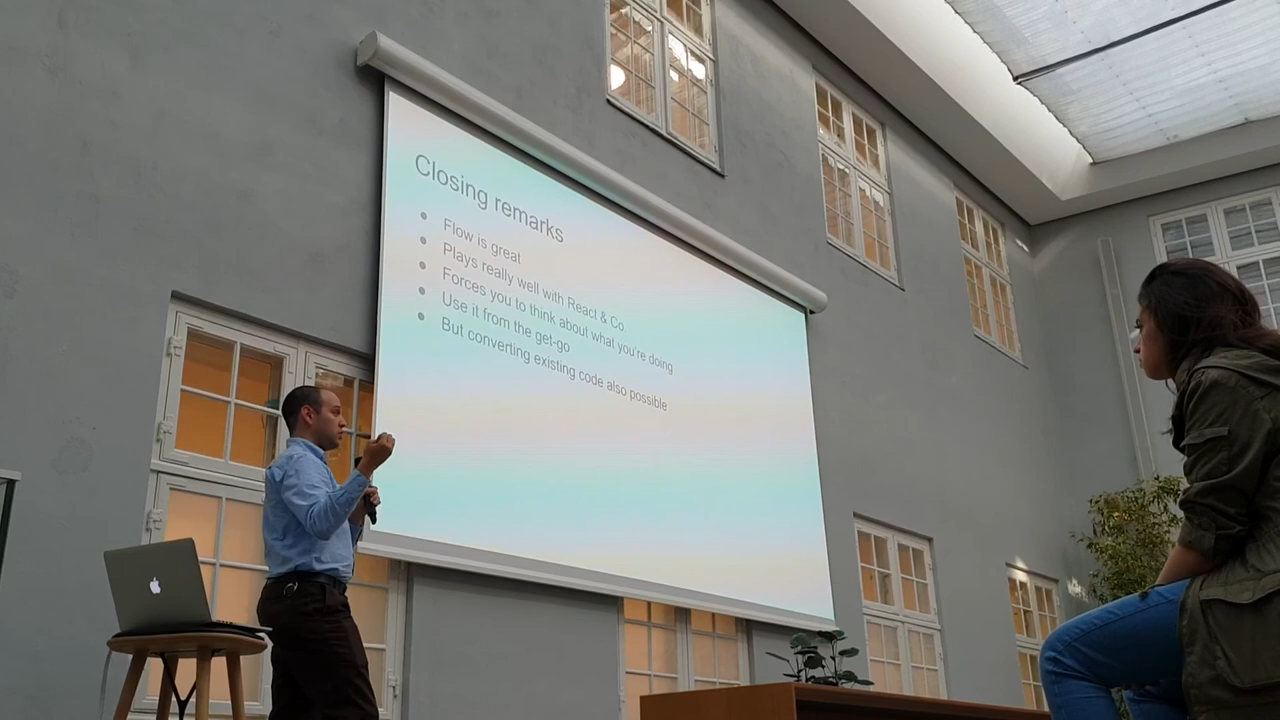 Closing remarks
Flow is great
Plays really well with React & Co
Forces you to think about what you're doing
Use it from the get-go
But converting existing code also possible